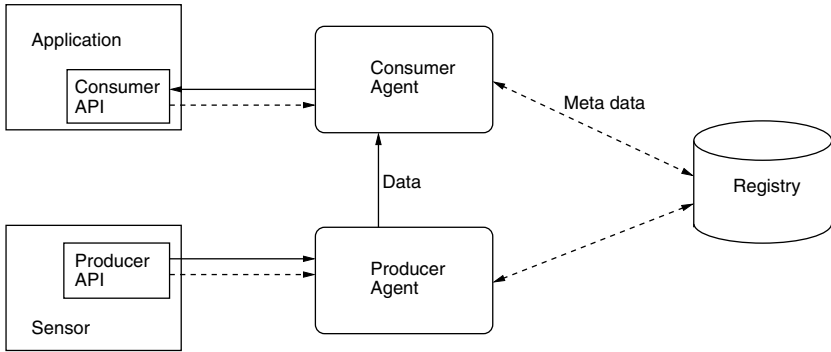 Application
Consumer
API
Consumer
Agent
Meta data
Registry
Data
Producer
API
Sensor
Producer
Agent